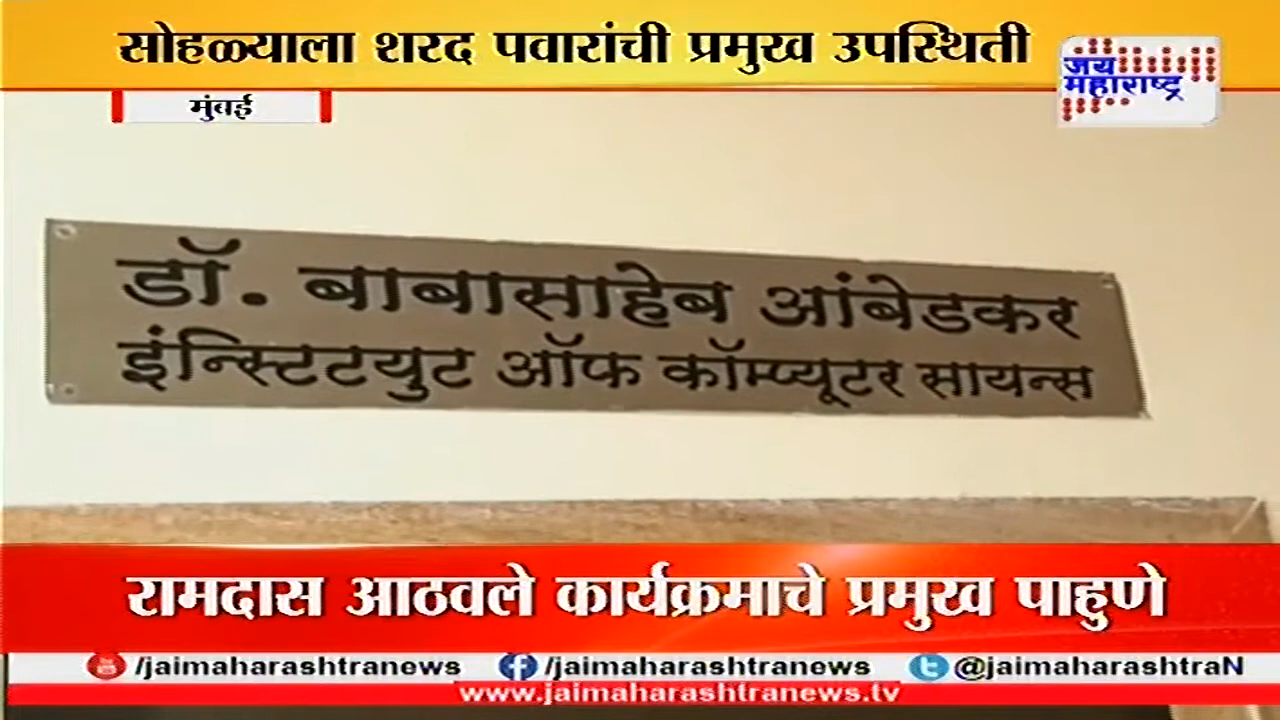 सोहळ्याला शरद पवारांची प्रमुख उपस्थिती
जय
महाराष्ट्र
मुंबई
डॉ. बाबासाहेब आंबेडकर
इंन्स्टिटयुट ऑफ कॉम्प्यूटर सायन्स
रामदास आठवले कार्यक्रमाचे प्रमुख पाहुणे
/jaimaharashtranews /jaimaharashtranews @jaimaharashtraN
www.jaimaharashtranews.tv